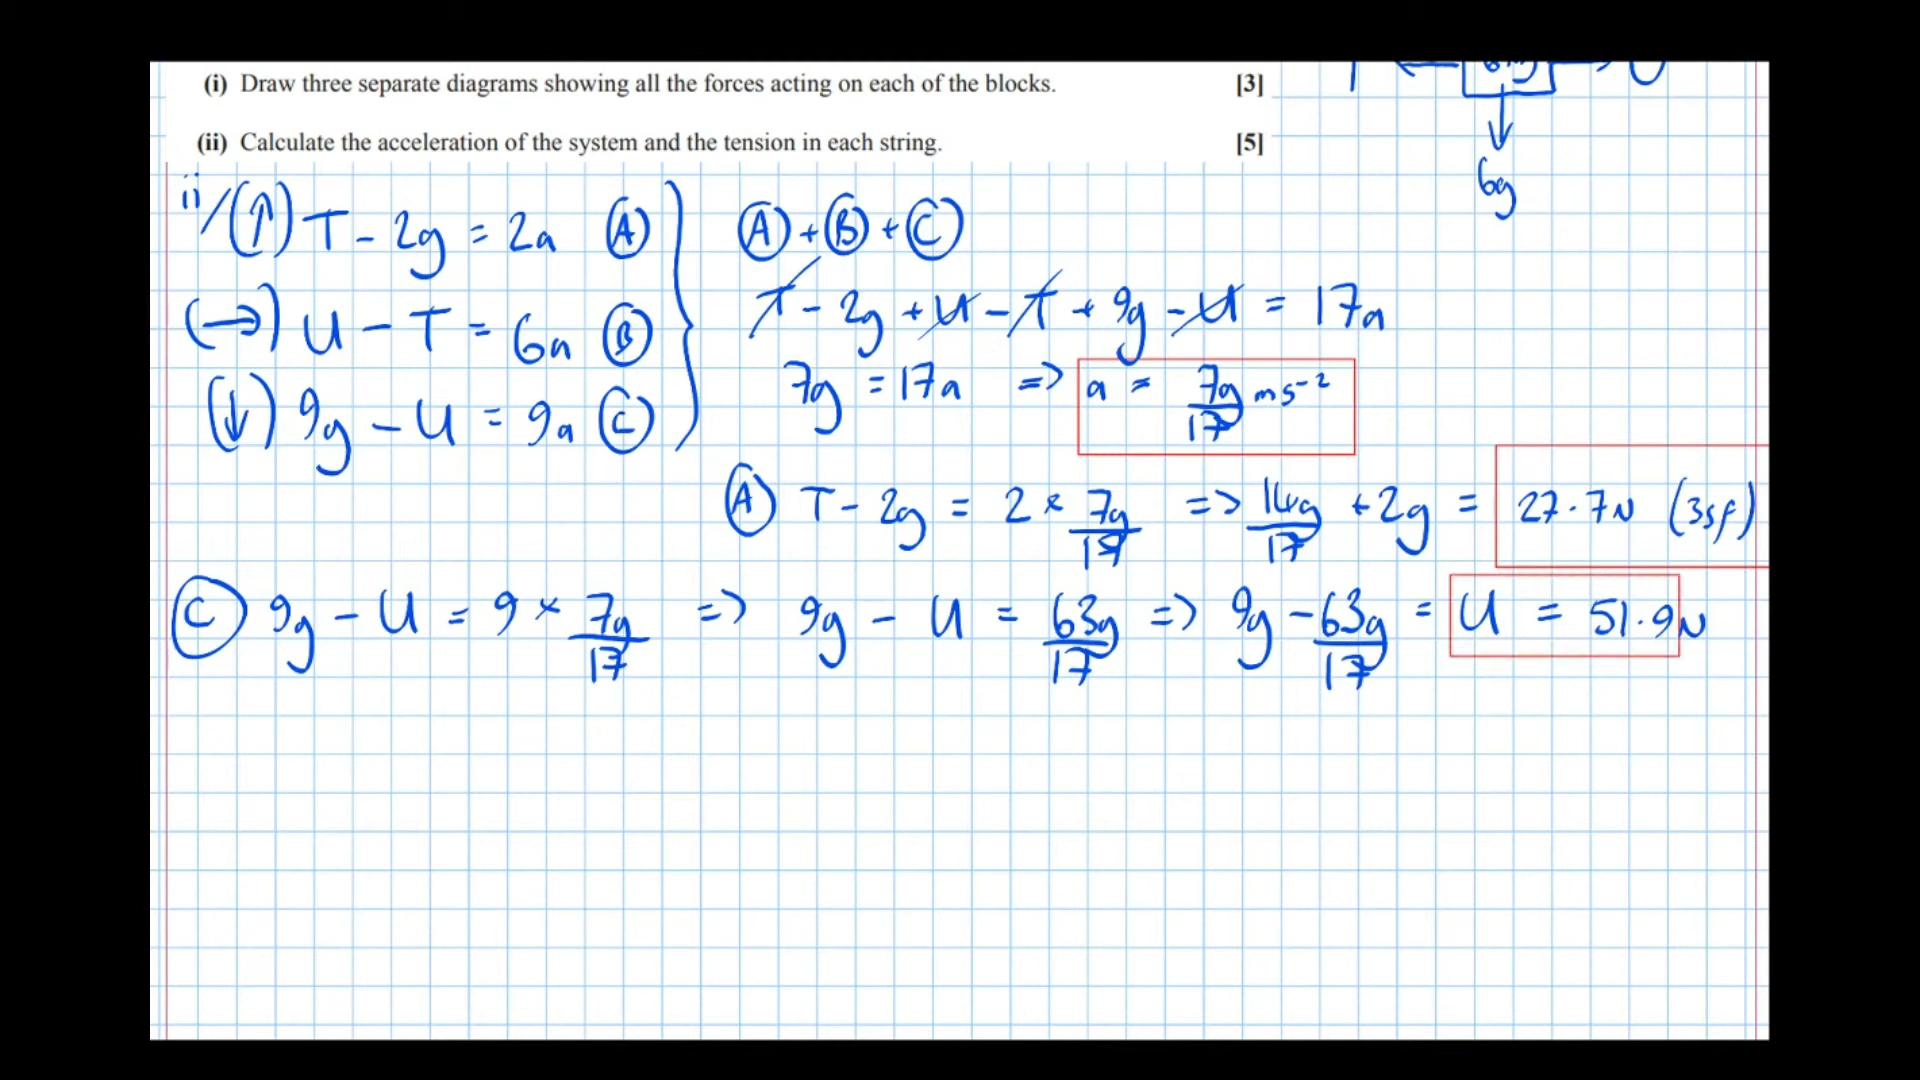 (i) Draw three separate diagrams showing all the forces acting on each of the blocks. [3]
(ii) Calculate the acceleration of the system and the tension in each string. [5]
6g
ii/ (↑) T - 2g = 2a (A)
(→) U - T = 6a (B)
(↓) 9g - U = 9a (C)
(A) + (B) + (C)
T - 2g + U - T + 9g - U = 17a
7g = 17a => a = 7g/17 ms⁻²
(A) T - 2g = 2 × 7g/17 => 14g/17 + 2g = 27.7N (3sf)
(C) 9g - U = 9 × 7g/17 => 9g - U = 63g/17 => 9g - 63g/17 = U = 51.9N